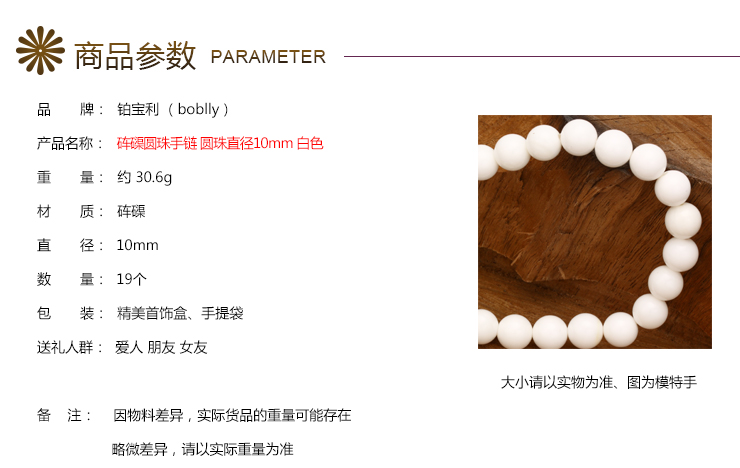 商品参数 PARAMETER
品 牌： 铂宝利（boblly）
产品名称： 砗磲圆珠手链 圆珠直径10mm 白色
重 量： 约 30.6g
材 质： 砗磲
直 径： 10mm
数 量： 19个
包 装： 精美首饰盒、手提袋
送礼人群： 爱人 朋友 女友
大小请以实物为准、图为模特手
备 注： 因物料差异，实际货品的重量可能存在
略微差异，请以实际重量为准